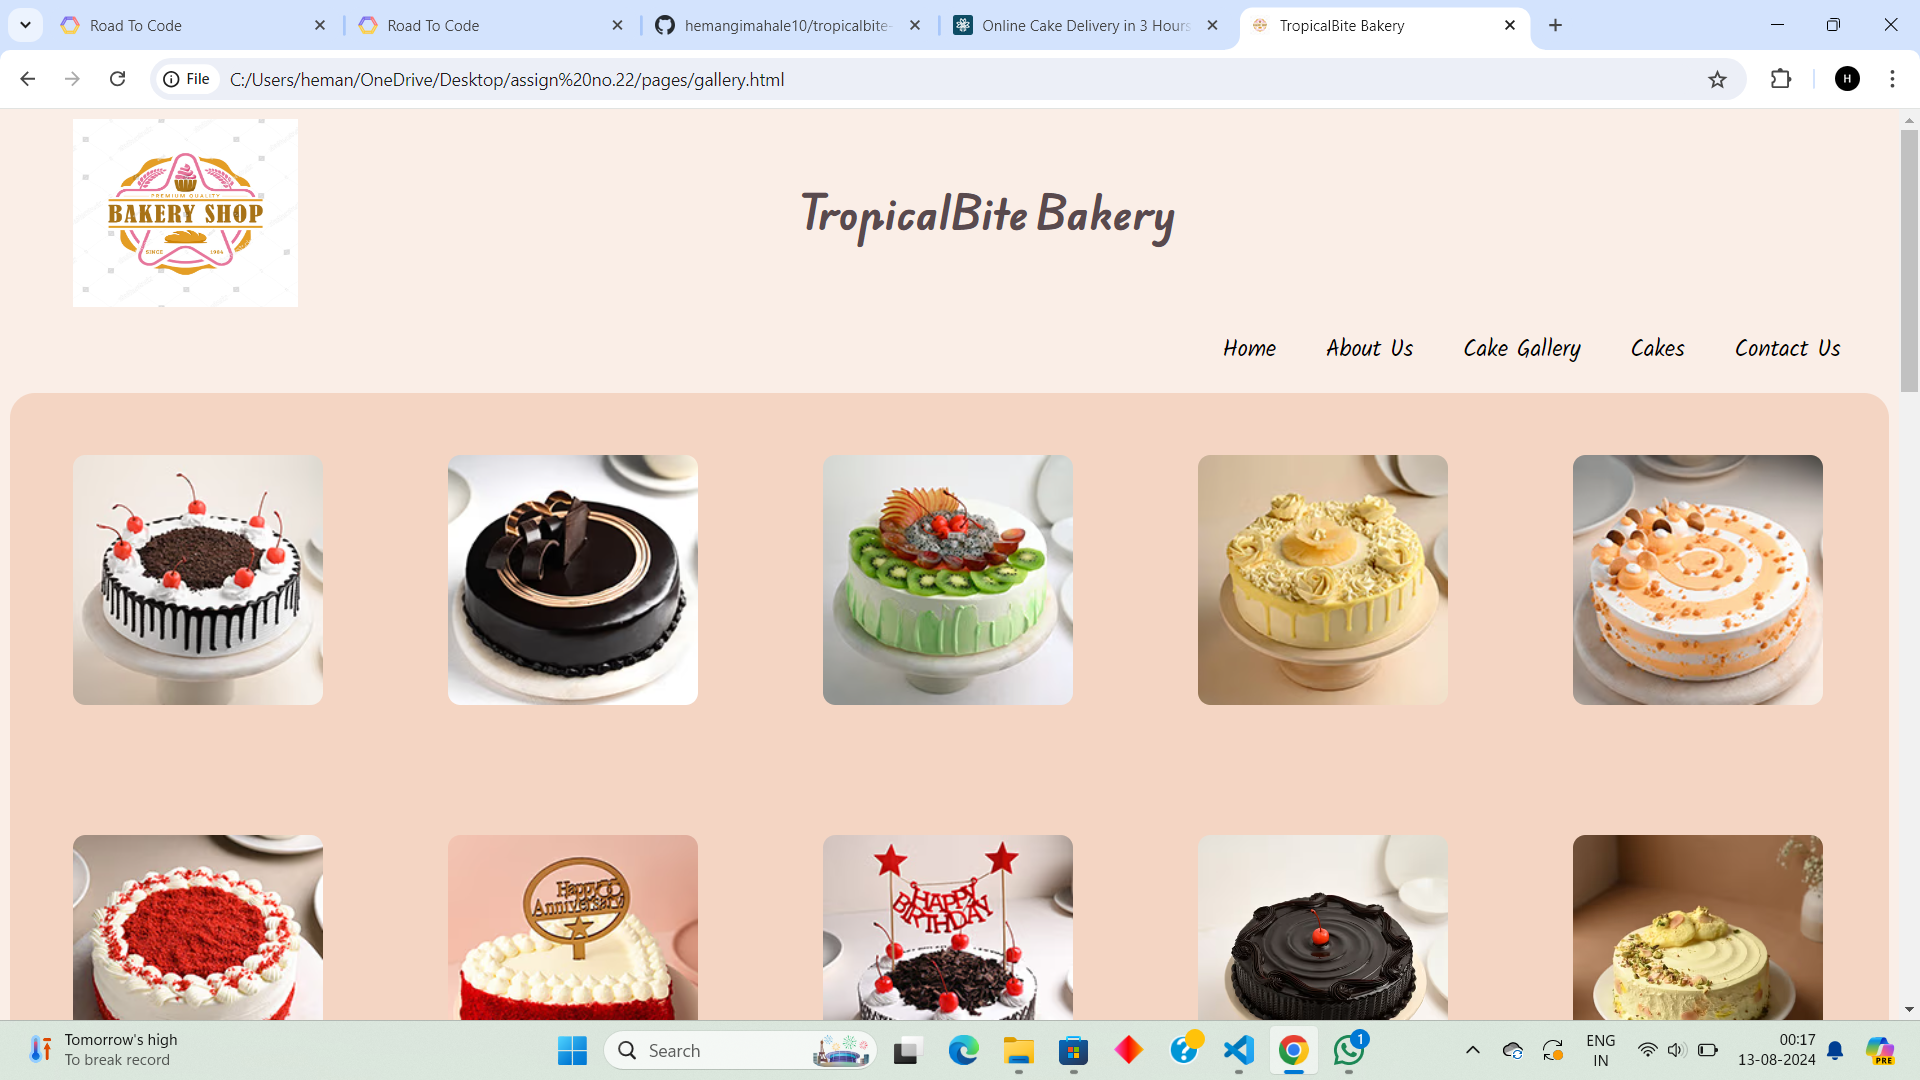 Road To Code
Road To Code
hemangimahale10/tropicalbite-
Online Cake Delivery in 3 Hours
TropicalBite Bakery
File
C:/Users/heman/OneDrive/Desktop/assign%20no.22/pages/gallery.html
H
PREMIUM QUALITY
BAKERY SHOP
SINCE 1984
TropicalBite Bakery
Home
About Us
Cake Gallery
Cakes
Contact Us
Happy
Anniversary
HAPPY
BIRTHDAY
Tomorrow's high
To break record
Search
1
ENG
IN
00:17
13-08-2024
PRE